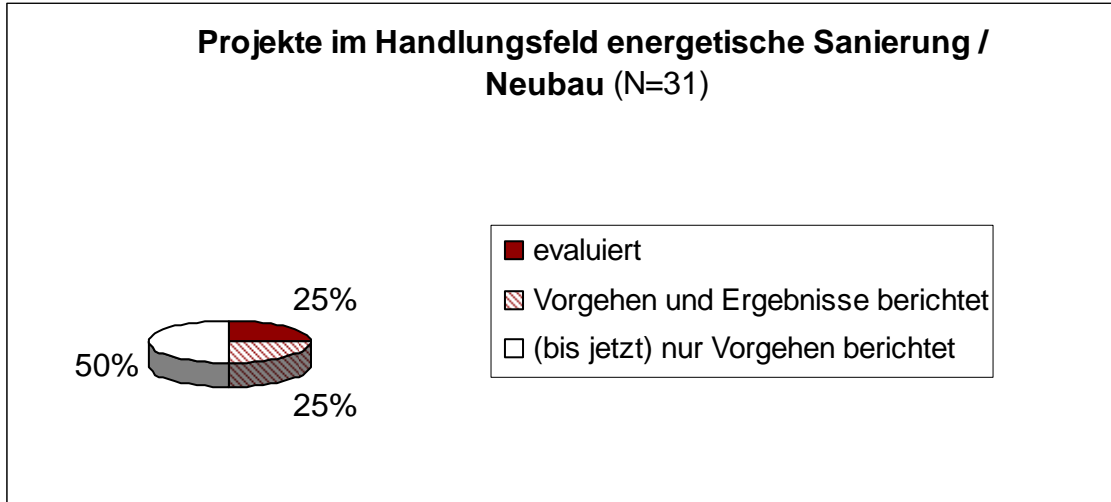 Projekte im Handlungsfeld energetische Sanierung /
Neubau (N=31)
evaluiert
Vorgehen und Ergebnisse berichtet
(bis jetzt) nur Vorgehen berichtet
25%
50%
25%